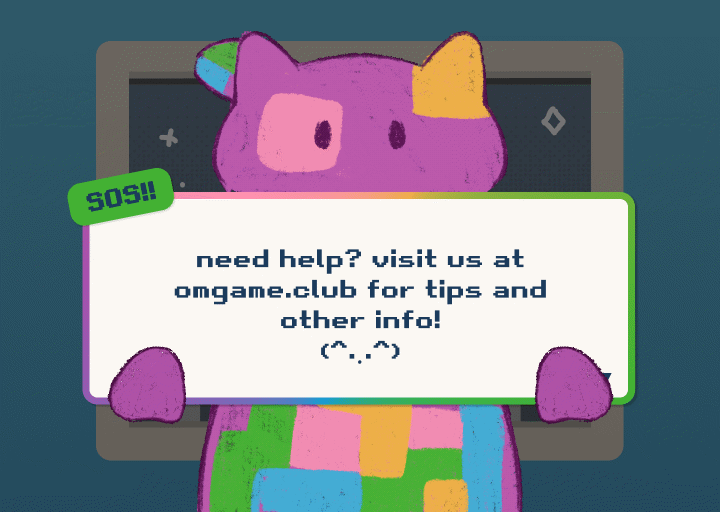 SOS!!
need help? visit us at
omgame.club for tips and
other info!
(^..^)